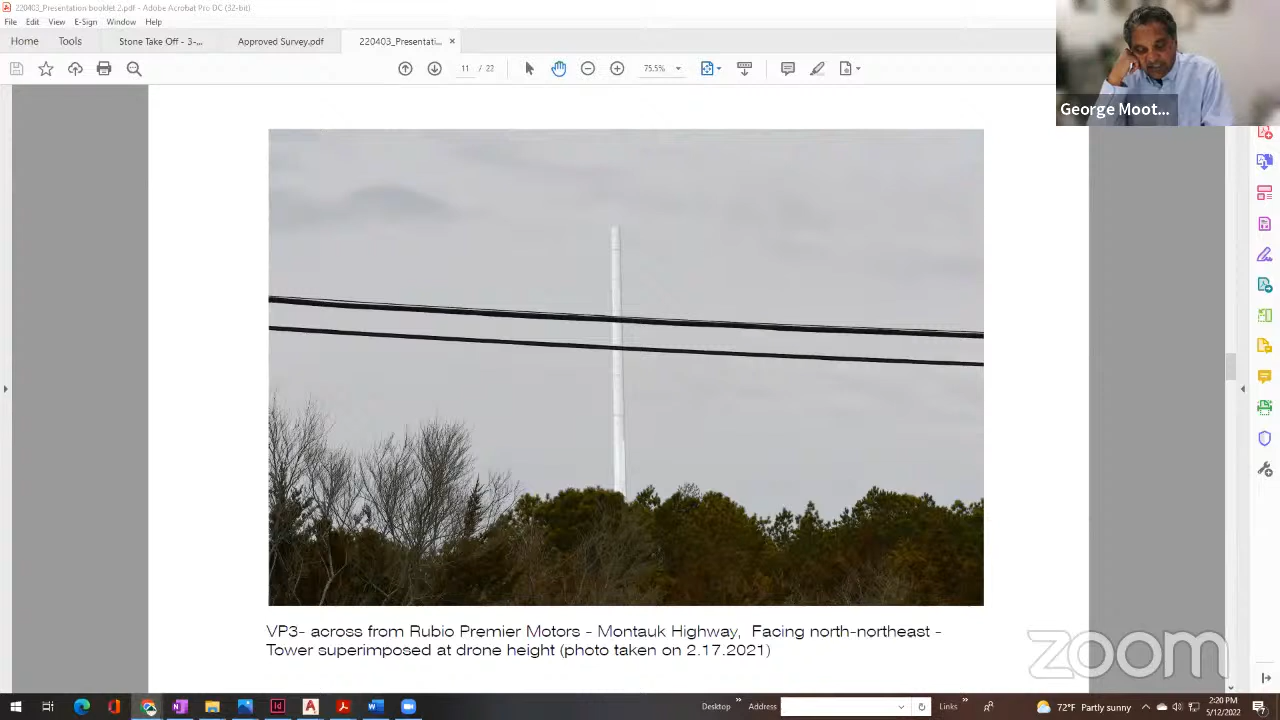 220403_Presentation booklet 2.pdf - Adobe Acrobat Pro DC (32-bit)
File Edit View E-Sign Window Help
Home Tools Stone Take Off - 3-... Approved Survey.pdf 220403_Presentati... ×
11 / 22 75.5%
George Moot...
VP3- across from Rubio Premier Motors - Montauk Highway, Facing north-northeast -
Tower superimposed at drone height (photo taken on 2.17.2021)
zoom
Desktop » Address Links » 72°F Partly sunny 2:20 PM
5/12/2022